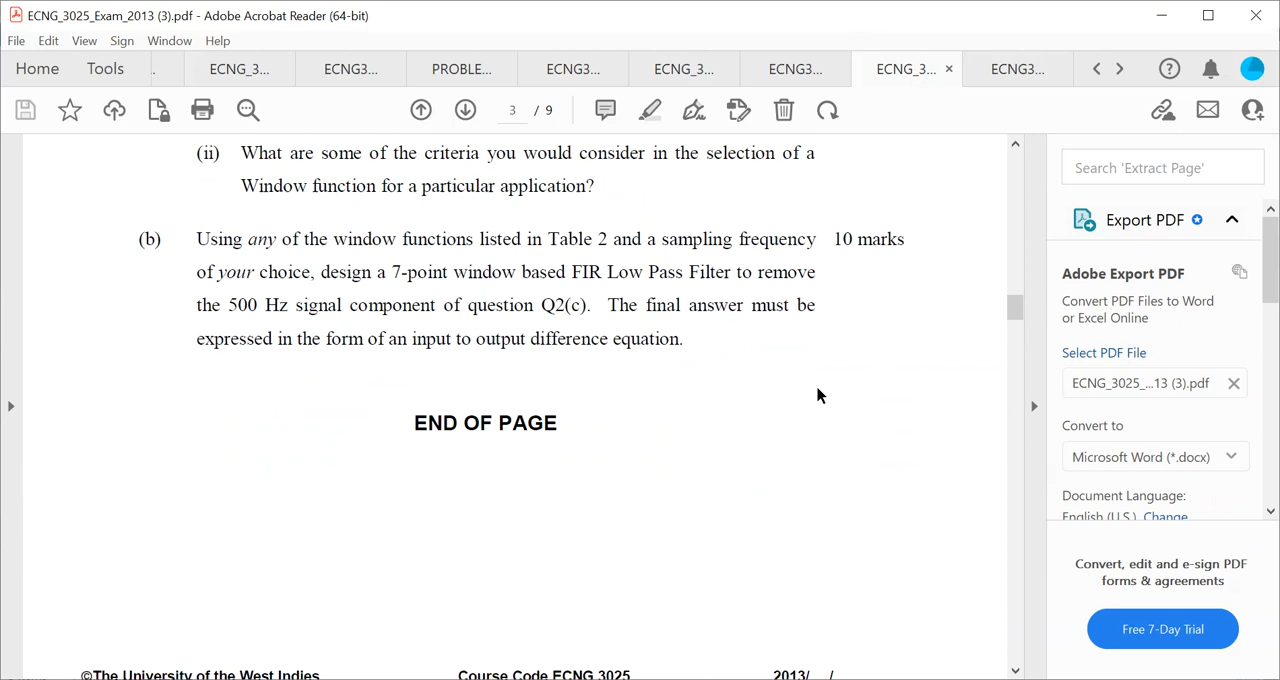 ECNG_3025_Exam_2013 (3).pdf - Adobe Acrobat Reader (64-bit)
File Edit View Sign Window Help
Home Tools . ECNG_3... ECNG3... PROBLE... ECNG3... ECNG_3... ECNG3... ECNG_3... × ECNG3...
3 / 9
(ii) What are some of the criteria you would consider in the selection of a
Window function for a particular application?
(b) Using any of the window functions listed in Table 2 and a sampling frequency 10 marks
of your choice, design a 7-point window based FIR Low Pass Filter to remove
the 500 Hz signal component of question Q2(c). The final answer must be
expressed in the form of an input to output difference equation.
END OF PAGE
©The University of the West Indies Course Code ECNG 3025 2013/ /
Search 'Extract Page'
Export PDF
Adobe Export PDF
Convert PDF Files to Word
or Excel Online
Select PDF File
ECNG_3025_...13 (3).pdf
Convert to
Microsoft Word (*.docx)
Document Language:
English (U.S.) Change
Convert, edit and e-sign PDF
forms & agreements
Free 7-Day Trial